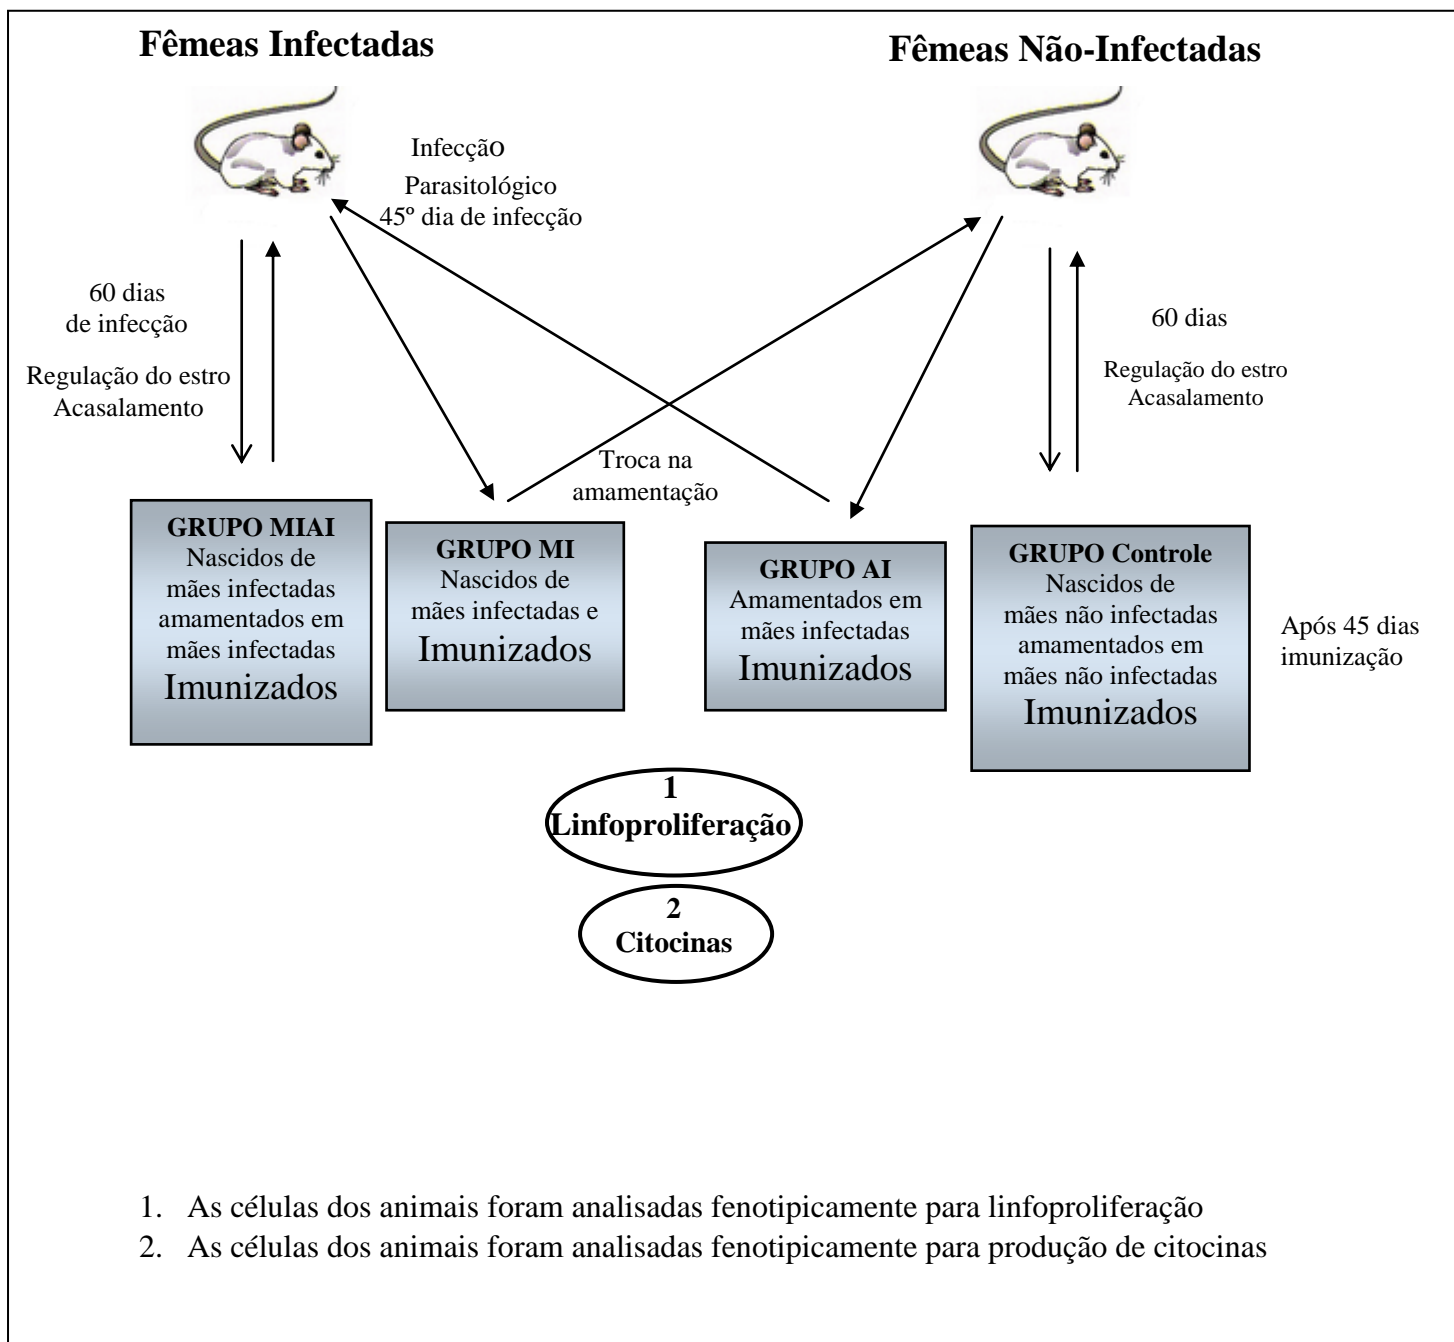 Fêmeas Infectadas
Fêmeas Não-Infectadas
Infecção
Parasitológico
45º dia de infecção
60 dias
de infecção
Regulação do estro
Acasalamento
60 dias
Regulação do estro
Acasalamento
Troca na
amamentação
GRUPO MIAI
Nascidos de
mães infectadas
amamentados em
mães infectadas
Imunizados
GRUPO MI
Nascidos de
mães infectadas e
Imunizados
GRUPO AI
Amamentados em
mães infectadas
Imunizados
GRUPO Controle
Nascidos de
mães não infectadas
amamentados em
mães não infectadas
Imunizados
Após 45 dias
imunização
1
Linfoproliferação
2
Citocinas
1. As células dos animais foram analisadas fenotipicamente para linfoproliferação
2. As células dos animais foram analisadas fenotipicamente para produção de citocinas